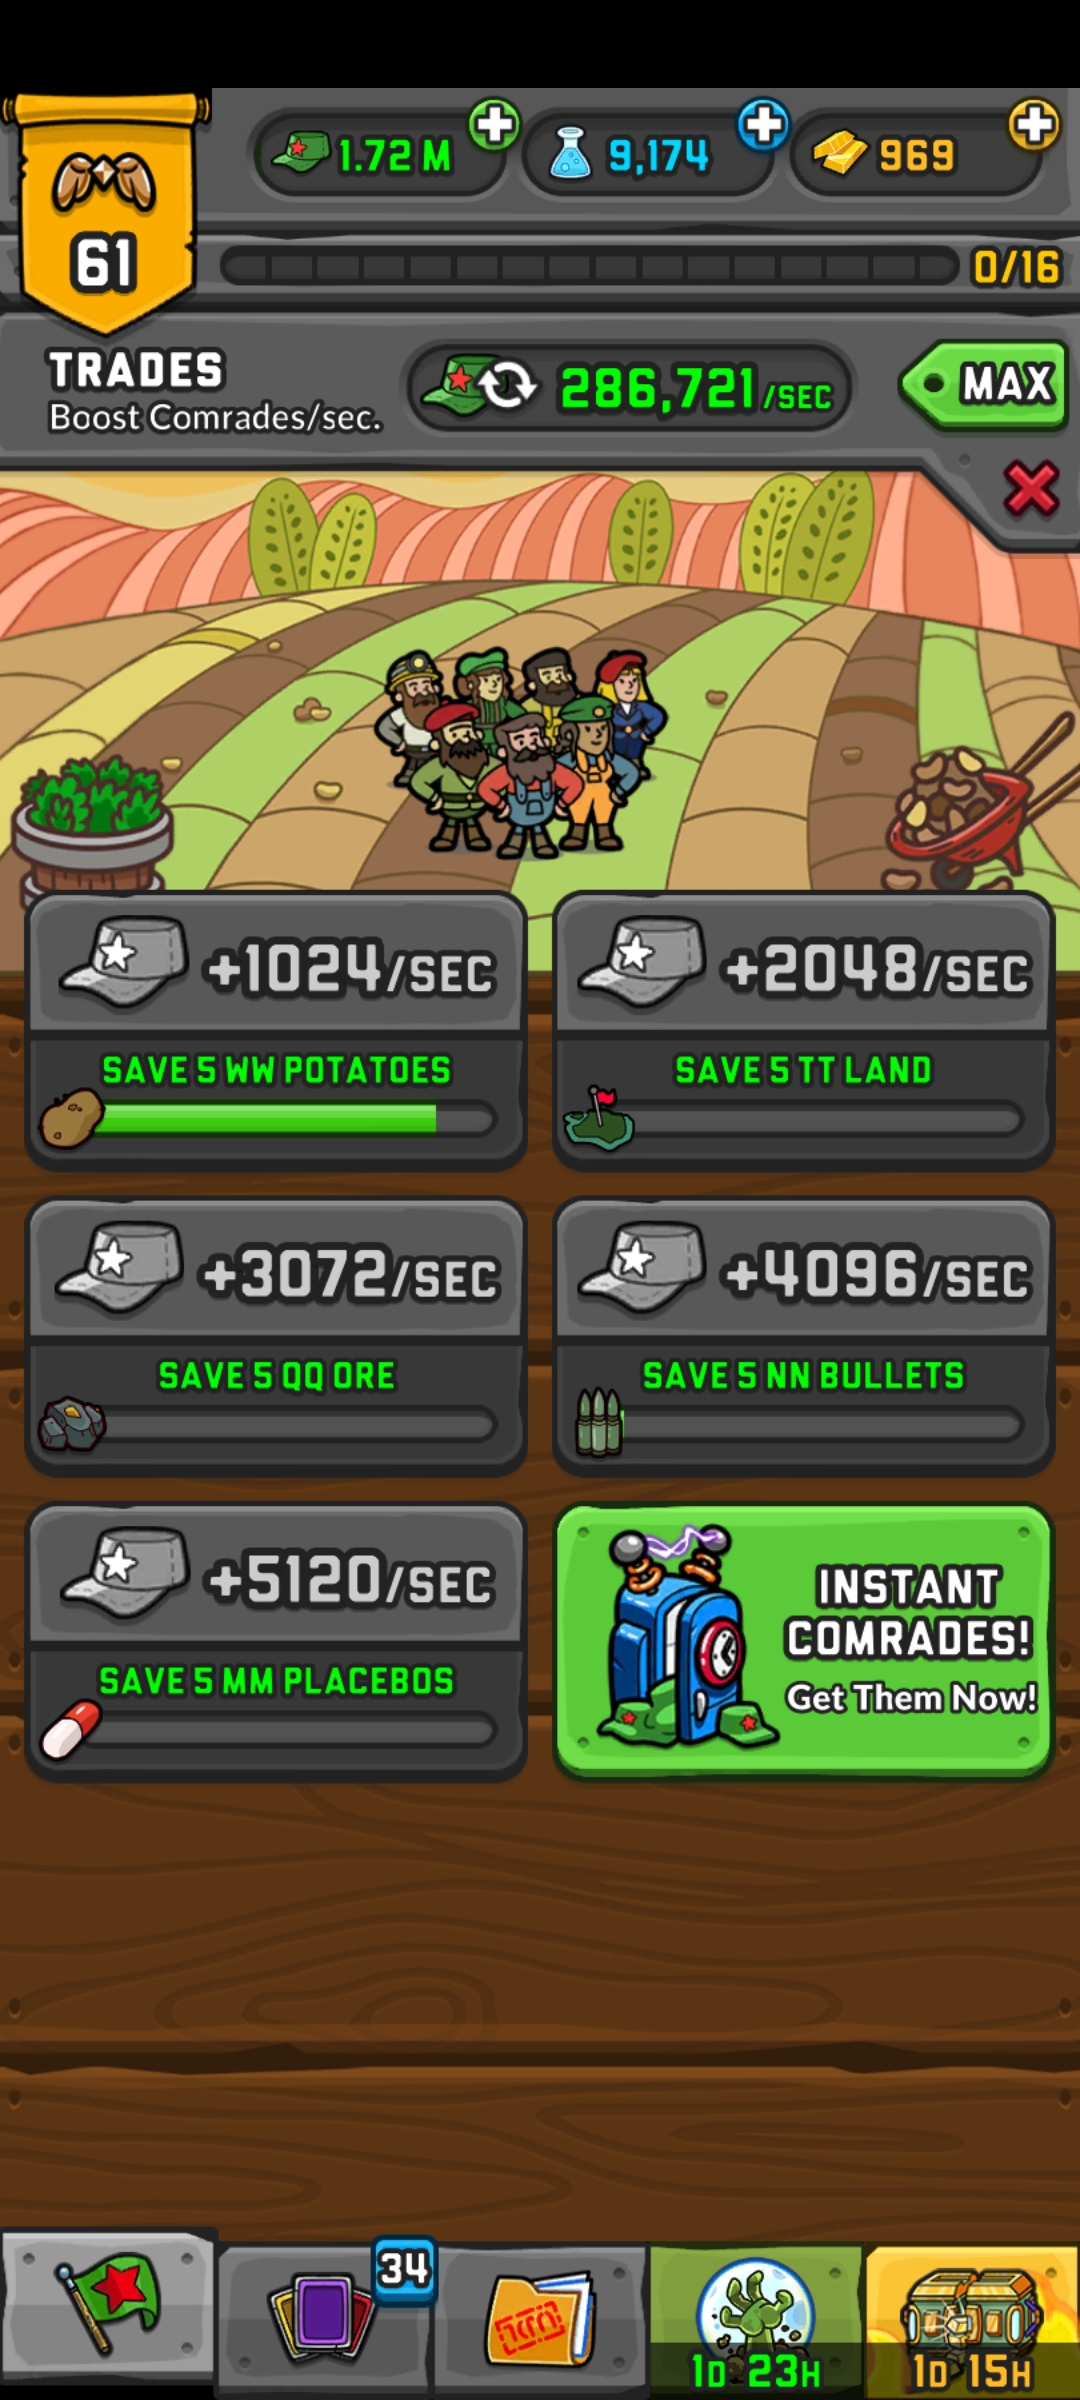 1.72 M
9,174
969
61
0/16
TRADES
Boost Comrades/sec.
286,721/SEC
MAX
+1024/SEC
SAVE 5 WW POTATOES
+2048/SEC
SAVE 5 TT LAND
+3072/SEC
SAVE 5 QQ ORE
+4096/SEC
SAVE 5 NN BULLETS
+5120/SEC
SAVE 5 MM PLACEBOS
INSTANT
COMRADES!
Get Them Now!
34
1D 23H
1D 15H